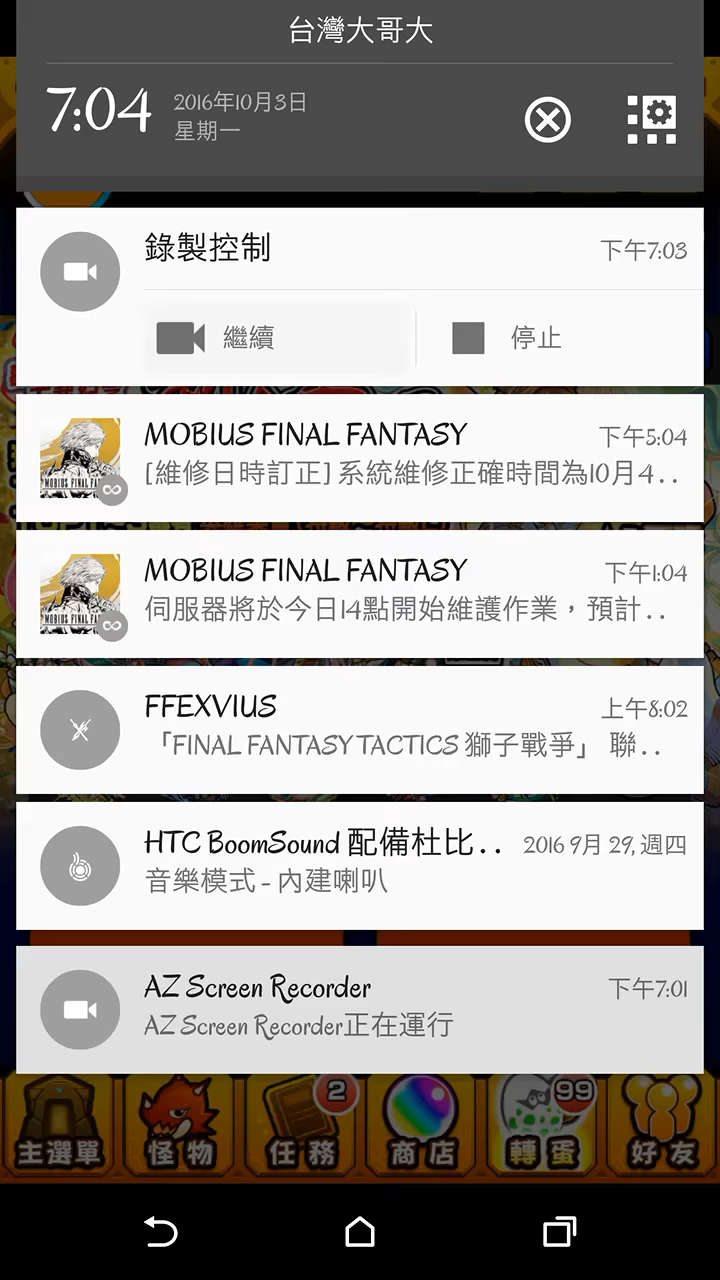 台灣大哥大
7:04
2016年10月3日
星期一
錄製控制
下午7:03
繼續
停止
MOBIUS FINAL FANTASY
下午5:04
[維修日時訂正] 系統維修正確時間為10月4..
MOBIUS FINAL FANTASY
下午1:04
伺服器將於今日14點開始維護作業，預計..
FFEXVIUS
上午8:02
「FINAL FANTASY TACTICS 獅子戰爭」 聯..
HTC BoomSound 配備杜比..
2016 9月 29, 週四
音樂模式 - 內建喇叭
AZ Screen Recorder
下午7:01
AZ Screen Recorder正在運行
2
99
主選單
怪物
任務
商店
轉蛋
好友